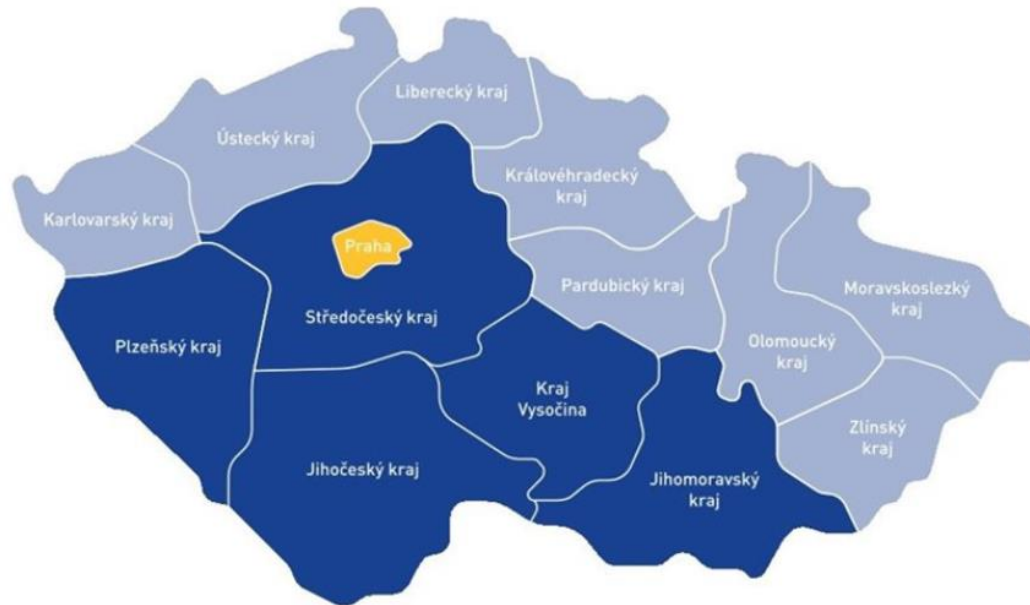 Liberecký kraj
Ústecký kraj
Královéhradecký
kraj
Karlovarský kraj
Praha
Pardubický kraj
Moravskoslezký
kraj
Středočeský kraj
Plzeňský kraj
Olomoucký
kraj
Kraj
Vysočina
Zlínský
kraj
Jihočeský kraj
Jihomoravský
kraj